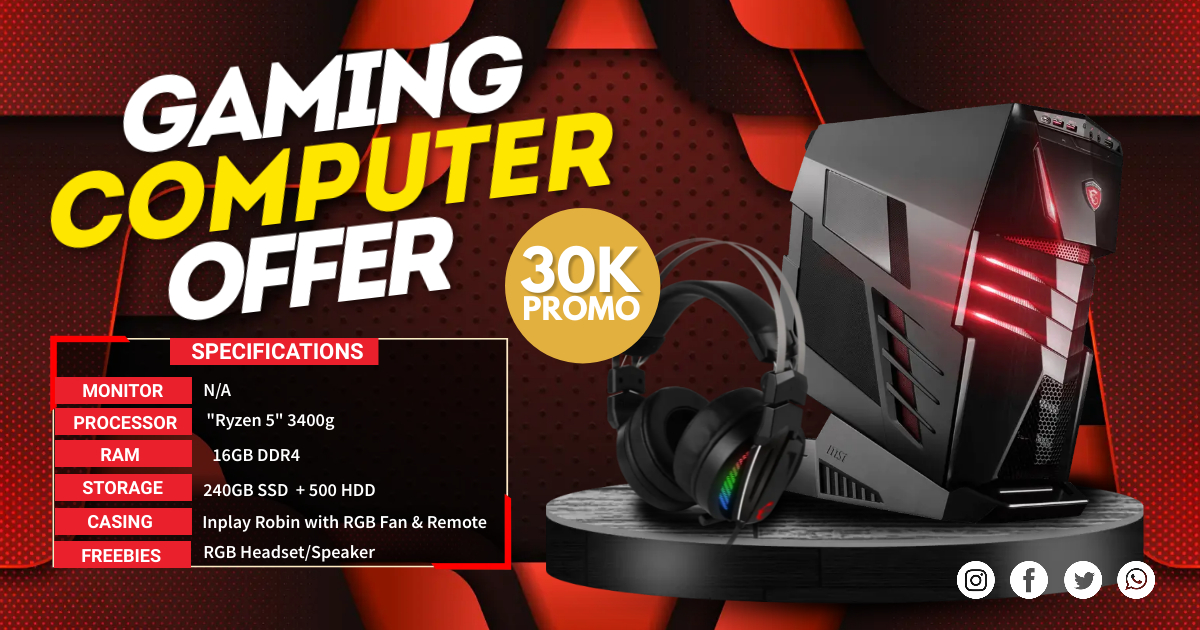 GAMING
COMPUTER
OFFER
30K
PROMO
SPECIFICATIONS
MONITOR N/A
PROCESSOR "Ryzen 5" 3400g
RAM 16GB DDR4
STORAGE 240GB SSD + 500 HDD
CASING Inplay Robin with RGB Fan & Remote
FREEBIES RGB Headset/Speaker
msi